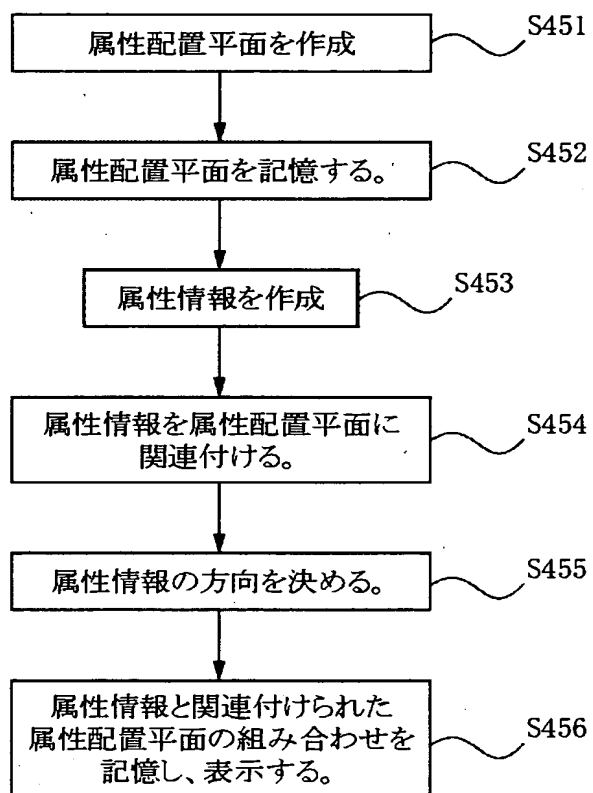 属性配置平面を作成
S451
属性配置平面を記憶する。
S452
属性情報を作成
S453
属性情報を属性配置平面に
関連付ける。
S454
属性情報の方向を決める。
S455
属性情報と関連付けられた
属性配置平面の組み合わせを
記憶し、表示する。
S456